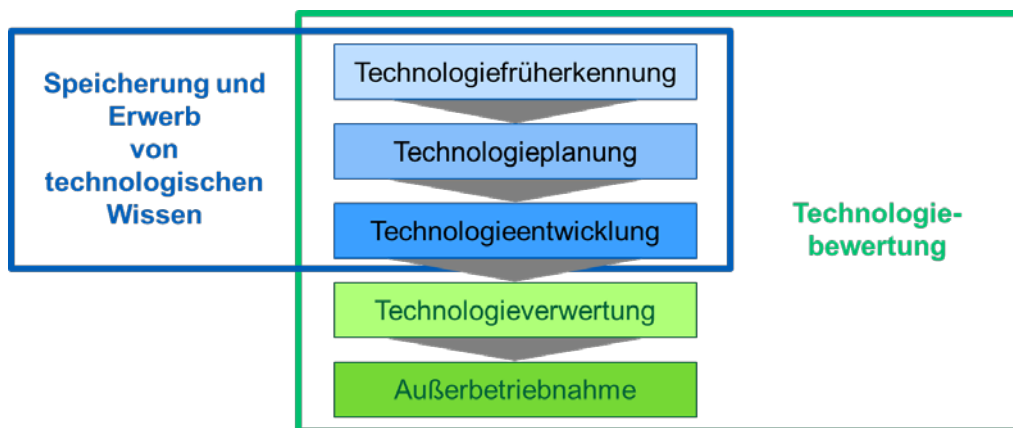 Speicherung und
Erwerb
von
technologischen
Wissen
Technologiefrüherkennung
Technologieplanung
Technologieentwicklung
Technologieverwertung
Außerbetriebnahme
Technologie-
bewertung